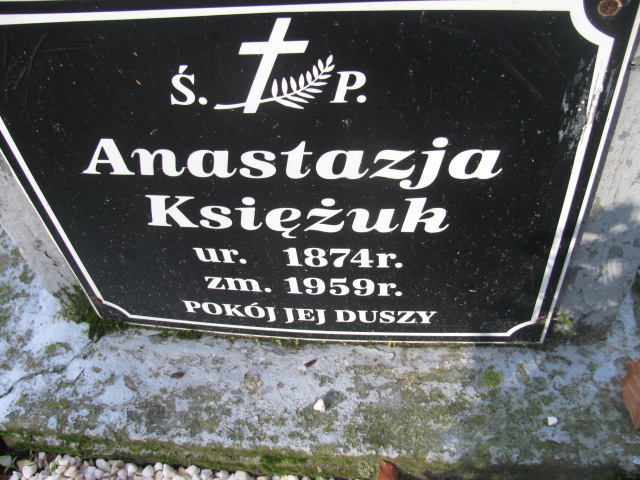 Ś. P.
Anastazja
Księżuk
ur. 1874r.
zm. 1959r.
POKÓJ JEJ DUSZY